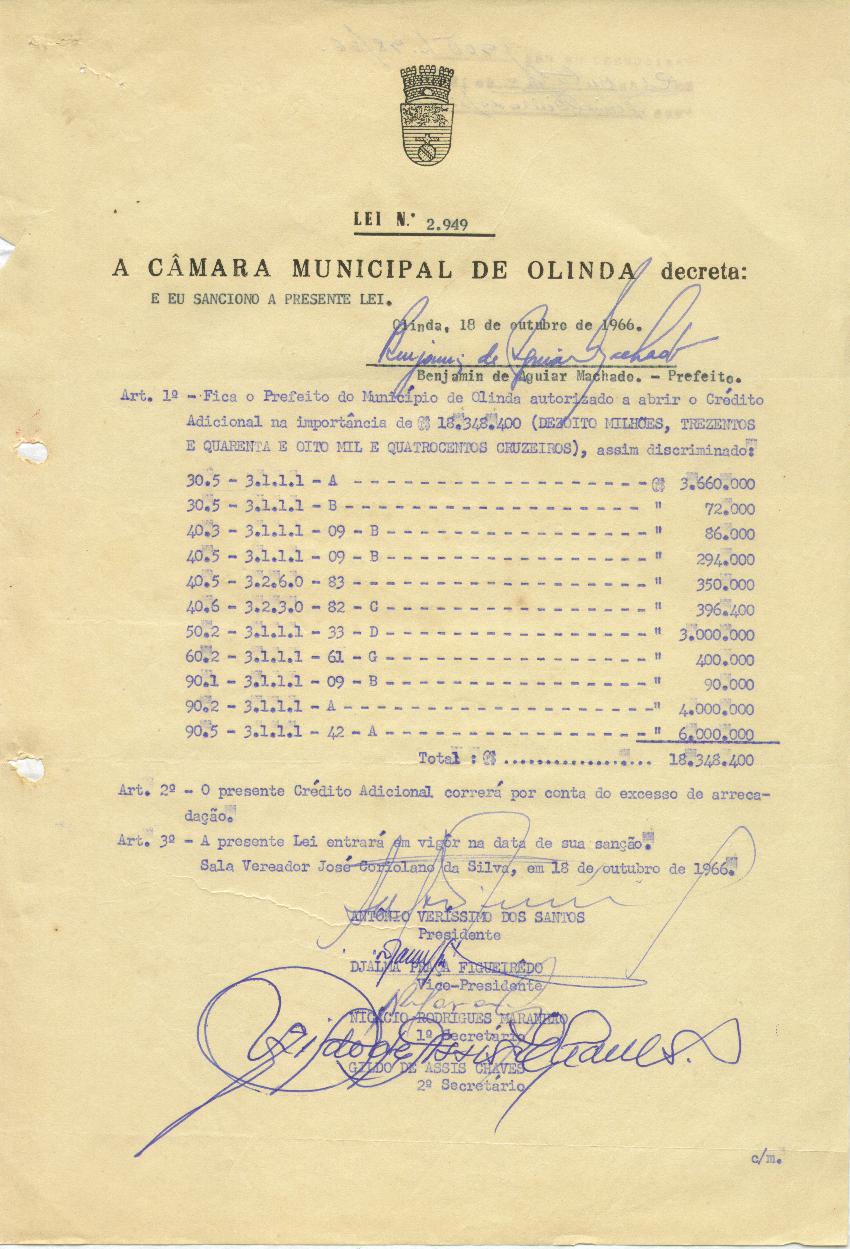 LEI N.º 2.949
A CÂMARA MUNICIPAL DE OLINDA decreta:
E EU SANCIONO A PRESENTE LEI.
Olinda, 18 de outubro de 1966.
Benjamin de Aguiar Machado
Benjamin de Aguiar Machado. - Prefeito.
Art. 1º - Fica o Prefeito do Município de Olinda autorizado a abrir o Crédito
Adicional na importância de ₢$ 18.348.400 (DEZOITO MILHÕES, TREZENTOS
E QUARENTA E OITO MIL E QUATROCENTOS CRUZEIROS), assim discriminado:
30.5 - 3.1.1.1 - A - - - - - - - - - - - - - - - - - - ₢$ 3.660.000
30.5 - 3.1.1.1 - B - - - - - - - - - - - - - - - - - - " 72.000
40.3 - 3.1.1.1 - 09 - B - - - - - - - - - - - - - - - - " 86.000
40.5 - 3.1.1.1 - 09 - B - - - - - - - - - - - - - - - - " 294.000
40.5 - 3.2.6.0 - 83 - - - - - - - - - - - - - - - - - - " 350.000
40.6 - 3.2.3.0 - 82 - C - - - - - - - - - - - - - - - - " 396.400
50.2 - 3.1.1.1 - 33 - D - - - - - - - - - - - - - - - - " 3.000.000
60.2 - 3.1.1.1 - 61 - G - - - - - - - - - - - - - - - - " 400.000
90.1 - 3.1.1.1 - 09 - B - - - - - - - - - - - - - - - - " 90.000
90.2 - 3.1.1.1 - A - - - - - - - - - - - - - - - - - - " 4.000.000
90.5 - 3.1.1.1 - 42 - A - - - - - - - - - - - - - - - - " 6.000.000
Total : ₢$ .................. 18.348.400
Art. 2º - O presente Crédito Adicional correrá por conta do excesso de arreca-
dação.
Art. 3º - A presente Lei entrará em vigôr na data de sua sanção.
Sala Vereador José Coriolano da Silva, em 18 de outubro de 1966.
ANTÔNIO VERÍSSIMO DOS SANTOS
Presidente
DJALMA PRAÇA FIGUEIRÊDO
Vice-Presidente
NICÁCIO RODRIGUES MARANHÃO
1º Secretário
Gildo de Assis Chaves.
GILDO DE ASSIS CHAVES
2º Secretário
c/m.